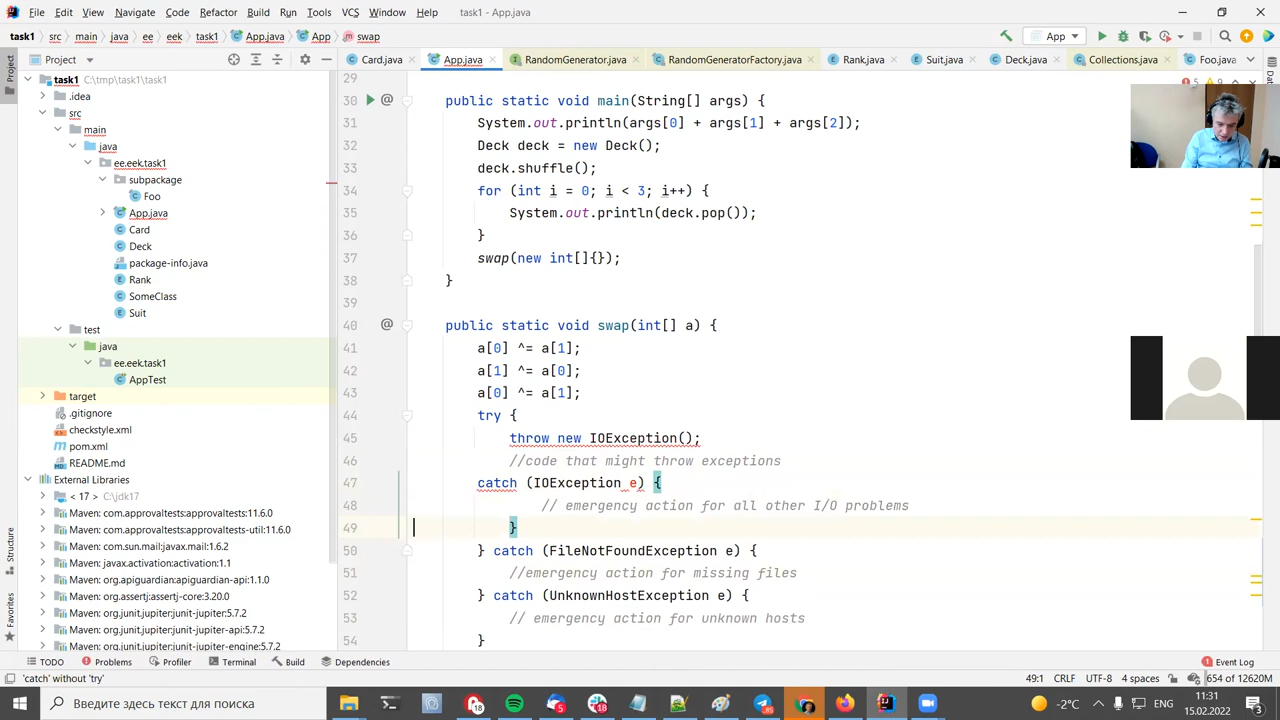 File Edit View Navigate Code Refactor Build Run Tools VCS Window Help task1 - App.java
task1 src main java ee eek task1 App.java App swap App
Project Card.java App.java RandomGenerator.java RandomGeneratorFactory.java Rank.java Suit.java Deck.java Collections.java Foo.java
Project
Structure
Favorites
task1 C:\tmp\task1\task1
.idea
src
main
java
ee.eek.task1
subpackage
Foo
App.java
Card
Deck
package-info.java
Rank
SomeClass
Suit
test
java
ee.eek.task1
AppTest
target
.gitignore
checkstyle.xml
pom.xml
README.md
External Libraries
< 17 > C:\jdk17
Maven: com.approvaltests:approvaltests:11.6.0
Maven: com.approvaltests:approvaltests-util:11.6.0
Maven: com.sun.mail:javax.mail:1.6.2
Maven: javax.activation:activation:1.1
Maven: org.apiguardian:apiguardian-api:1.1.0
Maven: org.assertj:assertj-core:3.19.0
Maven: org.junit.jupiter:junit-jupiter:5.7.2
Maven: org.junit.jupiter:junit-jupiter-api:5.7.2
Maven: org.junit.jupiter:junit-jupiter-engine:5.7.2
5 9
29
30 public static void main(String[] args) {
31 System.out.println(args[0] + args[1] + args[2]);
32 Deck deck = new Deck();
33 deck.shuffle();
34 for (int i = 0; i < 3; i++) {
35 System.out.println(deck.pop());
36 }
37 swap(new int[]{});
38 }
39
40 public static void swap(int[] a) {
41 a[0] ^= a[1];
42 a[1] ^= a[0];
43 a[0] ^= a[1];
44 try {
45 throw new IOException();
46 //code that might throw exceptions
47 catch (IOException e) {
48 // emergency action for all other I/O problems
49 }
50 } catch (FileNotFoundException e) {
51 //emergency action for missing files
52 } catch (UnknownHostException e) {
53 // emergency action for unknown hosts
54 }
TODO Problems Profiler Terminal Build Dependencies 1 Event Log
'catch' without 'try' 49:1 CRLF UTF-8 4 spaces 654 of 12620M
Введите здесь текст для поиска -2°C ENG 11:31
15.02.2022